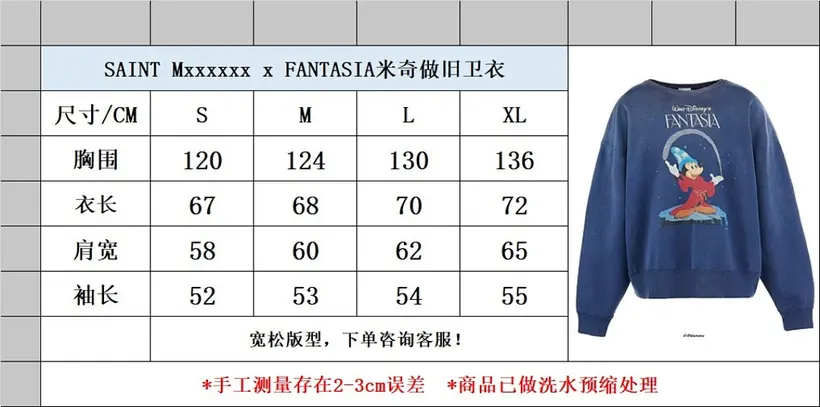 SAINT Mxxxxxx x FANTASIA米奇做旧卫衣
尺寸/CM S M L XL
胸围 120 124 130 136
衣长 67 68 70 72
肩宽 58 60 62 65
袖长 52 53 54 55
宽松版型，下单咨询客服！
*手工测量存在2-3cm误差 *商品已做洗水预缩处理
Walt Disney's
FANTASIA